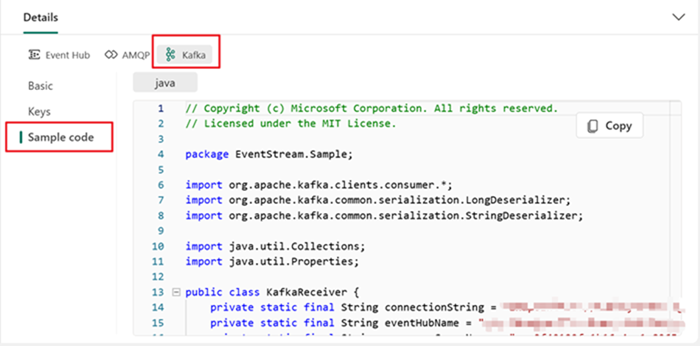 Details
Event Hub AMQP Kafka
Basic
Keys
Sample code
java
Copy
1 // Copyright (c) Microsoft Corporation. All rights reserved.
2 // Licensed under the MIT License.
3
4 package EventStream.Sample;
5
6 import org.apache.kafka.clients.consumer.*;
7 import org.apache.kafka.common.serialization.LongDeserializer;
8 import org.apache.kafka.common.serialization.StringDeserializer;
9
10 import java.util.Collections;
11 import java.util.Properties;
12
13 public class KafkaReceiver {
14 private static final String connectionString =
15 private static final String eventHubName = "